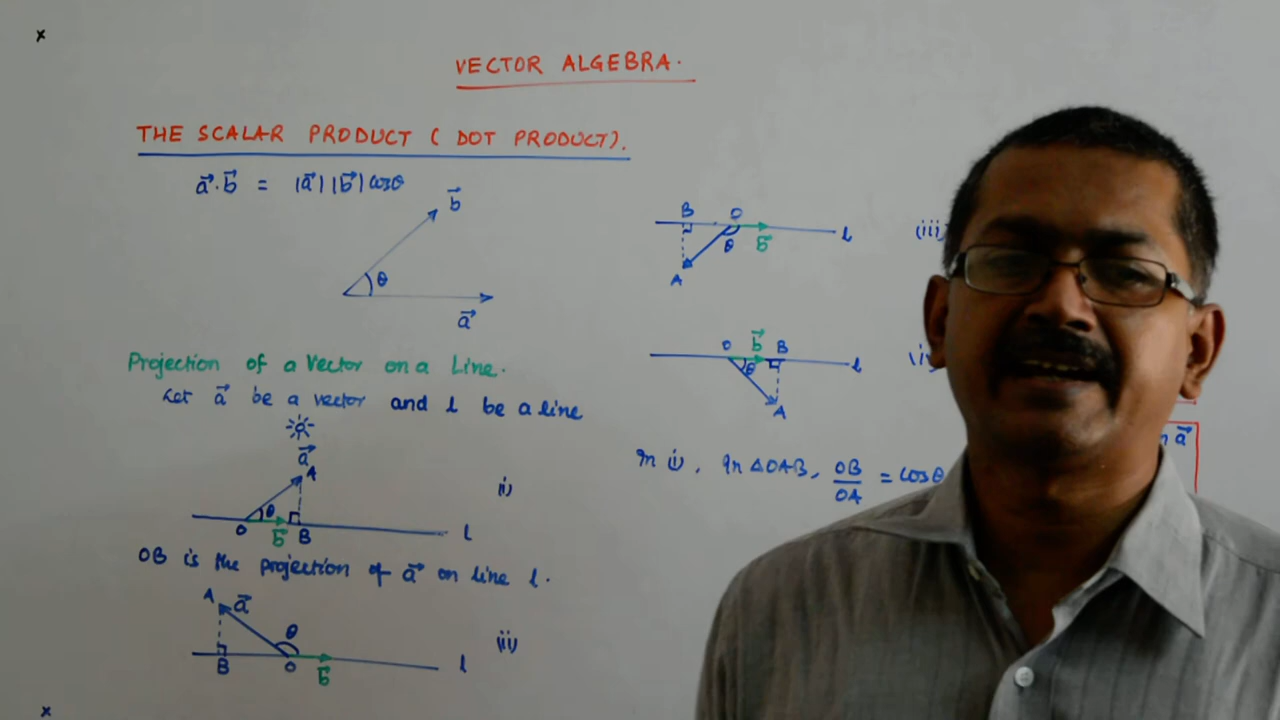 VECTOR ALGEBRA.
THE SCALAR PRODUCT (DOT PRODUCT).
a⃗·b⃗ = |a⃗||b⃗|cosθ
b⃗
θ
a⃗
Projection of a Vector on a Line.
Let a⃗ be a vector and l be a line
a⃗
A
θ
O
b⃗
B
l
(i)
OB is the projection of a⃗ on line l.
A
a⃗
θ
B
O
b⃗
l
(ii)
B
O
θ
b⃗
l
A
(iii)
O
b⃗
B
θ
l
A
In (i), In △OAB, OB/OA = cosθ
a⃗